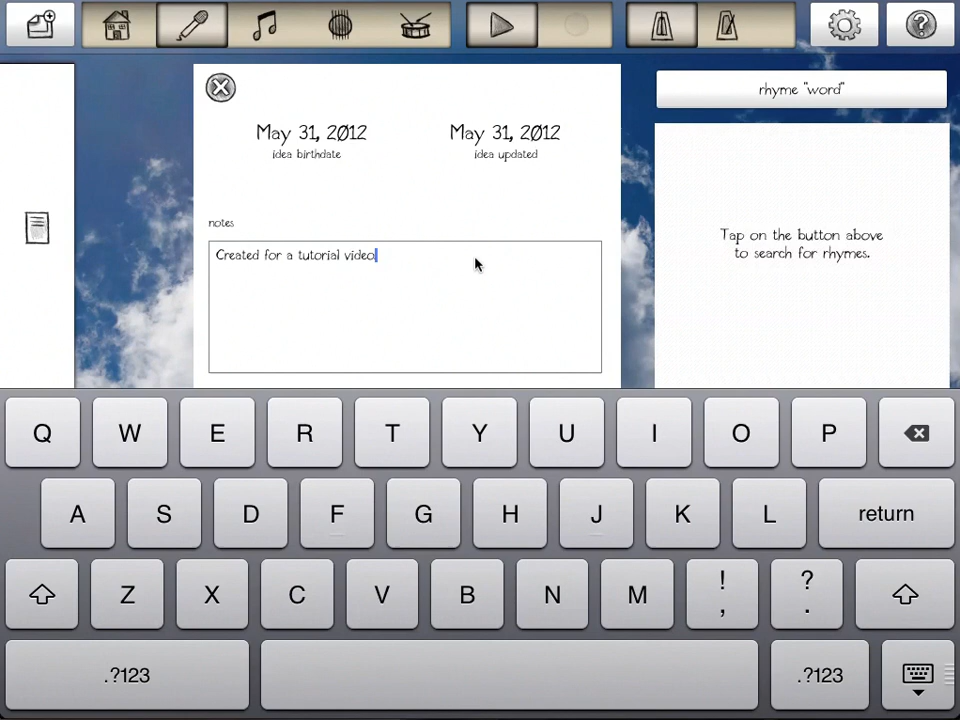 rhyme "word"
May 31, 2012
idea birthdate
May 31, 2012
idea updated
notes
Created for a tutorial video
Tap on the button above
to search for rhymes.
Q W E R T Y U I O P
A S D F G H J K L return
Z X C V B N M ! , ? .
.?123 .?123